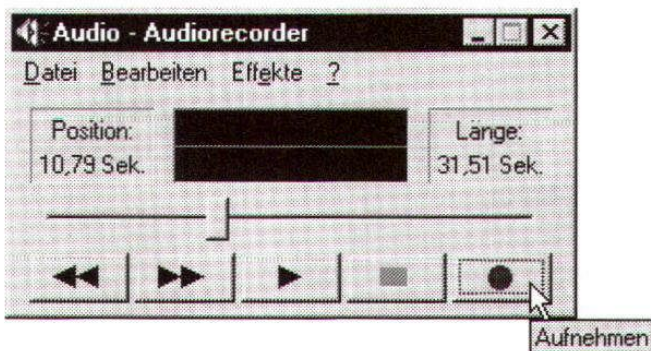 Audio - Audiorecorder
Datei Bearbeiten Effekte ?
Position:
10,79 Sek.
Länge:
31,51 Sek.
Aufnehmen